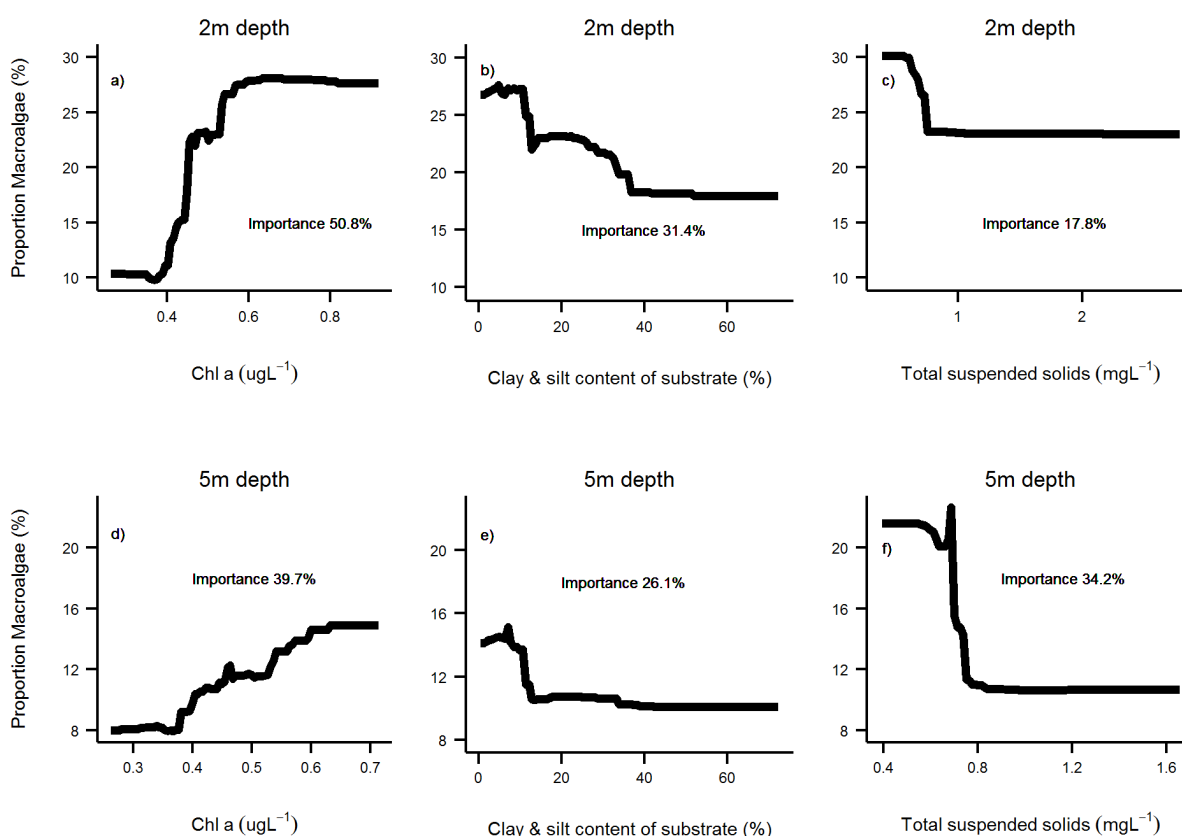 2m depth
2m depth
2m depth
Proportion Macroalgae (%)
30
25
20
15
10
a)
Importance 50.8%
0.4
0.6
0.8
Chl a (ugL⁻¹)
30
25
20
15
10
b)
Importance 31.4%
0
20
40
60
Clay & silt content of substrate (%)
30
25
20
15
10
c)
Importance 17.8%
1
2
Total suspended solids (mgL⁻¹)
5m depth
5m depth
5m depth
Proportion Macroalgae (%)
20
16
12
8
d)
Importance 39.7%
0.3
0.4
0.5
0.6
0.7
Chl a (ugL⁻¹)
20
16
12
8
e)
Importance 26.1%
0
20
40
60
Clay & silt content of substrate (%)
20
16
12
8
f)
Importance 34.2%
0.4
0.8
1.2
1.6
Total suspended solids (mgL⁻¹)